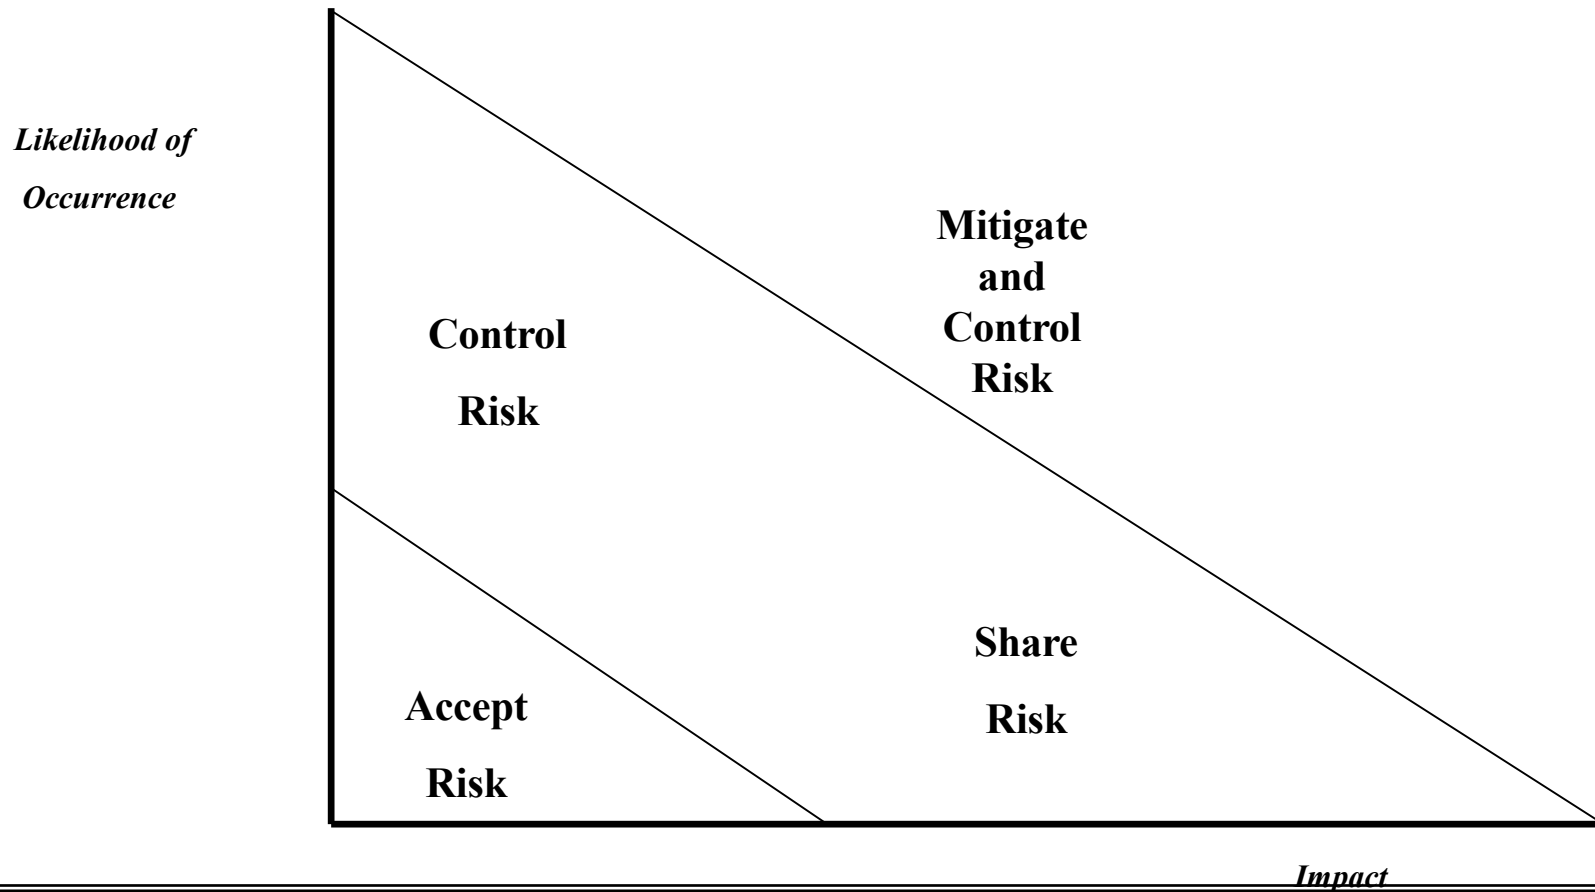 Likelihood of
Occurrence
Mitigate
and
Control
Risk
Control
Risk
Share
Risk
Accept
Risk
Impact